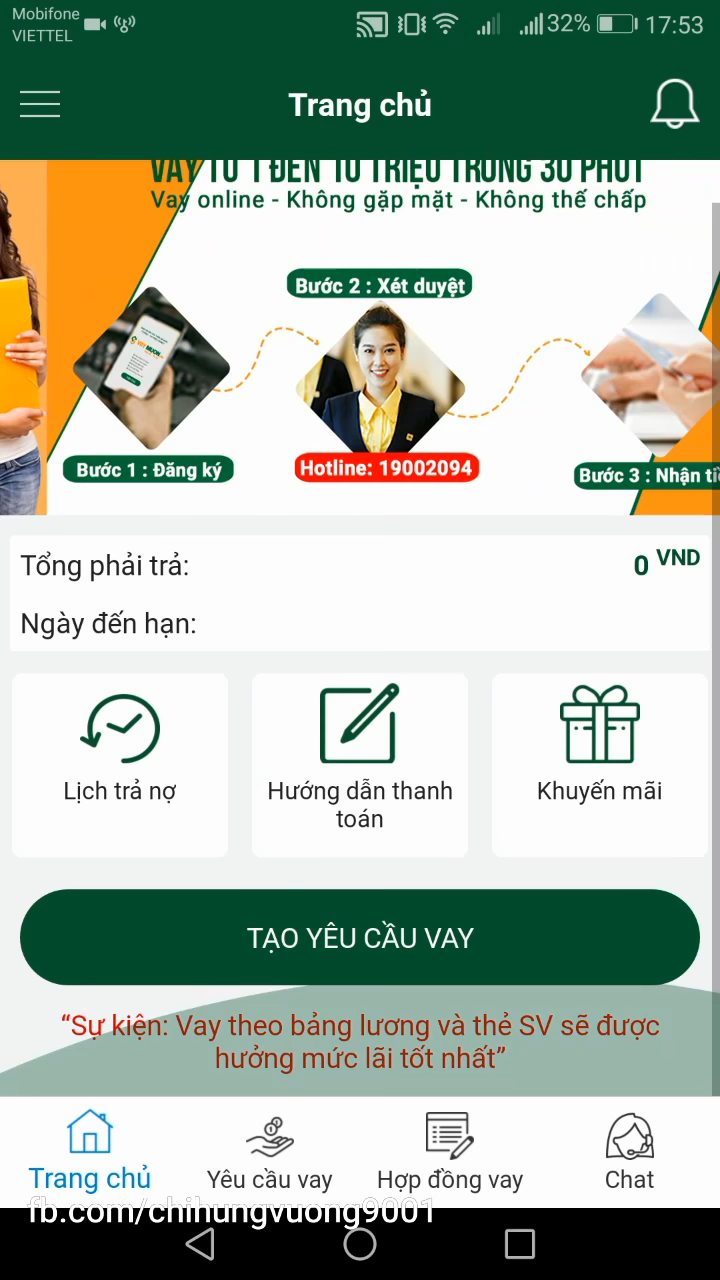 Mobifone
VIETTEL
32%
17:53
Trang chủ
VAY TỪ 1 ĐẾN 10 TRIỆU TRONG 30 PHÚT
Vay online - Không gặp mặt - Không thế chấp
Bước 2 : Xét duyệt
Bước 1 : Đăng ký
Hotline: 19002094
Bước 3 : Nhận tiề
Tổng phải trả:
0 VND
Ngày đến hạn:
Lịch trả nợ
Hướng dẫn thanh
toán
Khuyến mãi
TẠO YÊU CẦU VAY
“Sự kiện: Vay theo bảng lương và thẻ SV sẽ được
hưởng mức lãi tốt nhất”
Trang chủ
Yêu cầu vay
Hợp đồng vay
Chat
fb.com/chihungvuong9001